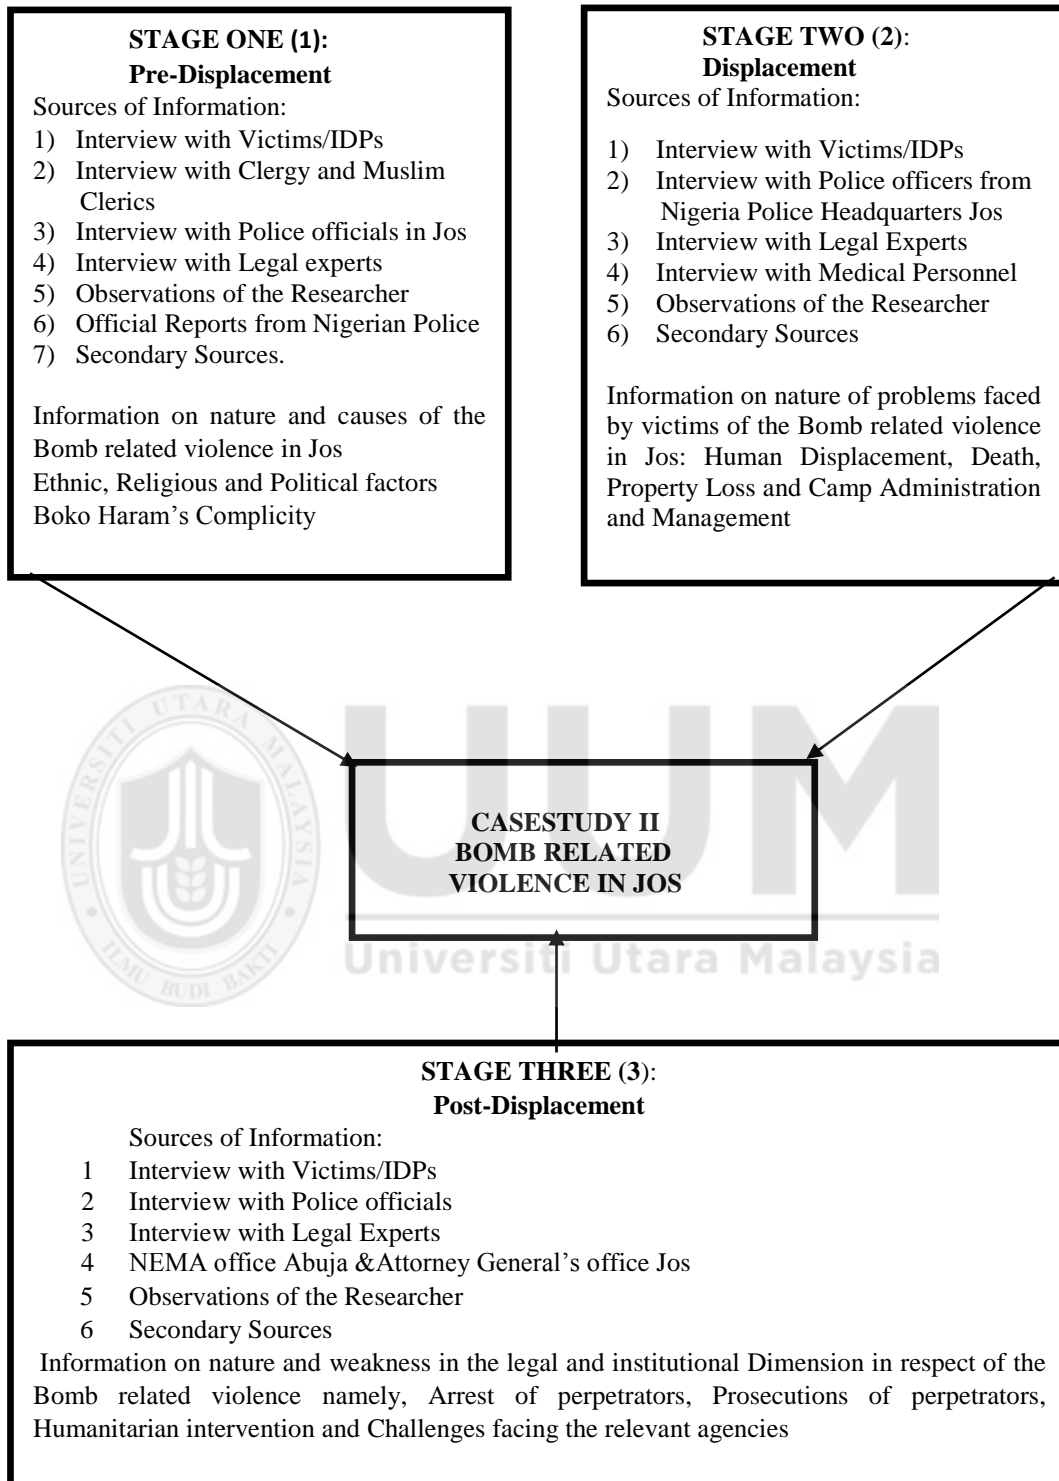 STAGE ONE (1):
Pre-Displacement
Sources of Information:
1) Interview with Victims/IDPs
2) Interview with Clergy and Muslim
Clerics
3) Interview with Police officials in Jos
4) Interview with Legal experts
5) Observations of the Researcher
6) Official Reports from Nigerian Police
7) Secondary Sources.
Information on nature and causes of the
Bomb related violence in Jos
Ethnic, Religious and Political factors
Boko Haram’s Complicity
STAGE TWO (2):
Displacement
Sources of Information:
1) Interview with Victims/IDPs
2) Interview with Police officers from
Nigeria Police Headquarters Jos
3) Interview with Legal Experts
4) Interview with Medical Personnel
5) Observations of the Researcher
6) Secondary Sources
Information on nature of problems faced
by victims of the Bomb related violence
in Jos: Human Displacement, Death,
Property Loss and Camp Administration
and Management
UNIVERSITI UTARA MALAYSIA
ILMU BUDI BAKTI
UUM
Universiti Utara Malaysia
CASESTUDY II
BOMB RELATED
VIOLENCE IN JOS
STAGE THREE (3):
Post-Displacement
Sources of Information:
1 Interview with Victims/IDPs
2 Interview with Police officials
3 Interview with Legal Experts
4 NEMA office Abuja &Attorney General’s office Jos
5 Observations of the Researcher
6 Secondary Sources
Information on nature and weakness in the legal and institutional Dimension in respect of the
Bomb related violence namely, Arrest of perpetrators, Prosecutions of perpetrators,
Humanitarian intervention and Challenges facing the relevant agencies